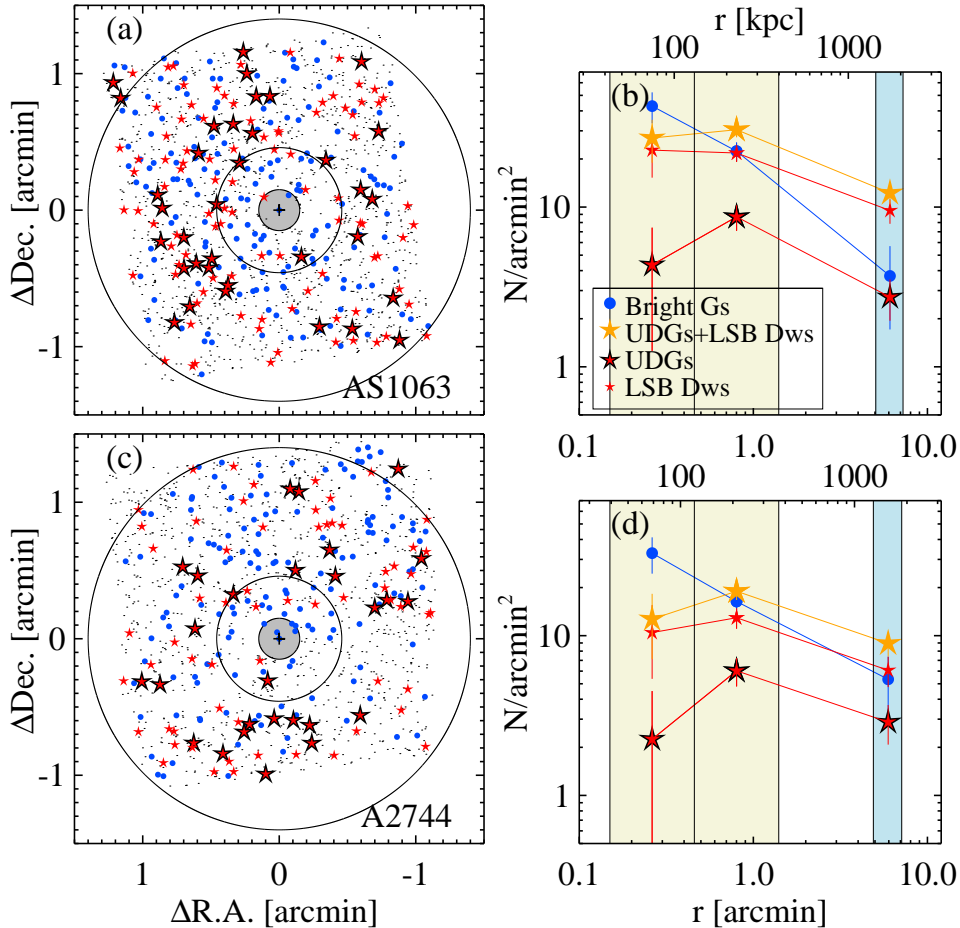 (a)
1
0
-1
ΔDec. [arcmin]
AS1063
r [kpc]
100
1000
(b)
10
1
N/arcmin²
Bright Gs
UDGs+LSB Dws
UDGs
LSB Dws
0.1
1.0
10.0
(c)
1
0
-1
ΔDec. [arcmin]
A2744
1
0
-1
ΔR.A. [arcmin]
100
1000
(d)
10
1
N/arcmin²
0.1
1.0
10.0
r [arcmin]